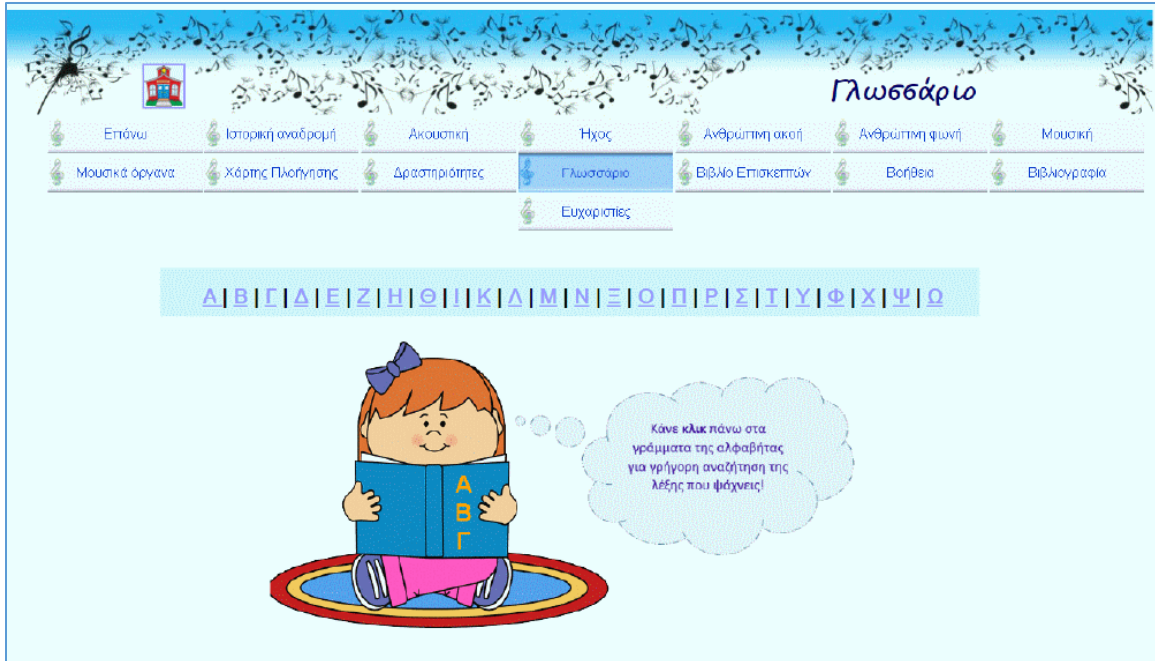 Γλωσσάριο
Επάνω Ιστορική αναδρομή Ακουστική Ήχος Ανθρώπινη ακοή Ανθρώπινη φωνή Μουσική
Μουσικά όργανα Χάρτης Πλοήγησης Δραστηριότητες Γλωσσάριο Βιβλίο Επισκεπτών Βοήθεια Βιβλιογραφία
Ευχαριστίες
Α | Β | Γ | Δ | Ε | Ζ | Η | Θ | Ι | Κ | Λ | Μ | Ν | Ξ | Ο | Π | Ρ | Σ | Τ | Υ | Φ | Χ | Ψ | Ω
Κάνε κλικ πάνω στα
γράμματα της αλφαβήτας
για γρήγορη αναζήτηση της
λέξης που ψάχνεις!
Α
Β
Γ